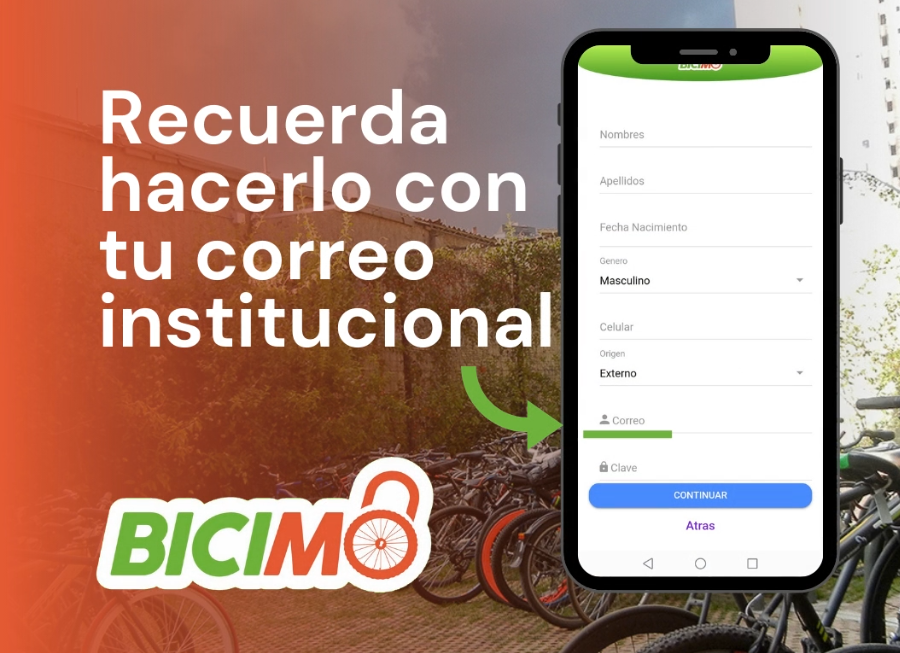 Recuerda
hacerlo con
tu correo
institucional
BICIMO
BICIMO
Nombres
Apellidos
Fecha Nacimiento
Genero
Masculino
Celular
Origen
Externo
Correo
Clave
CONTINUAR
Atras